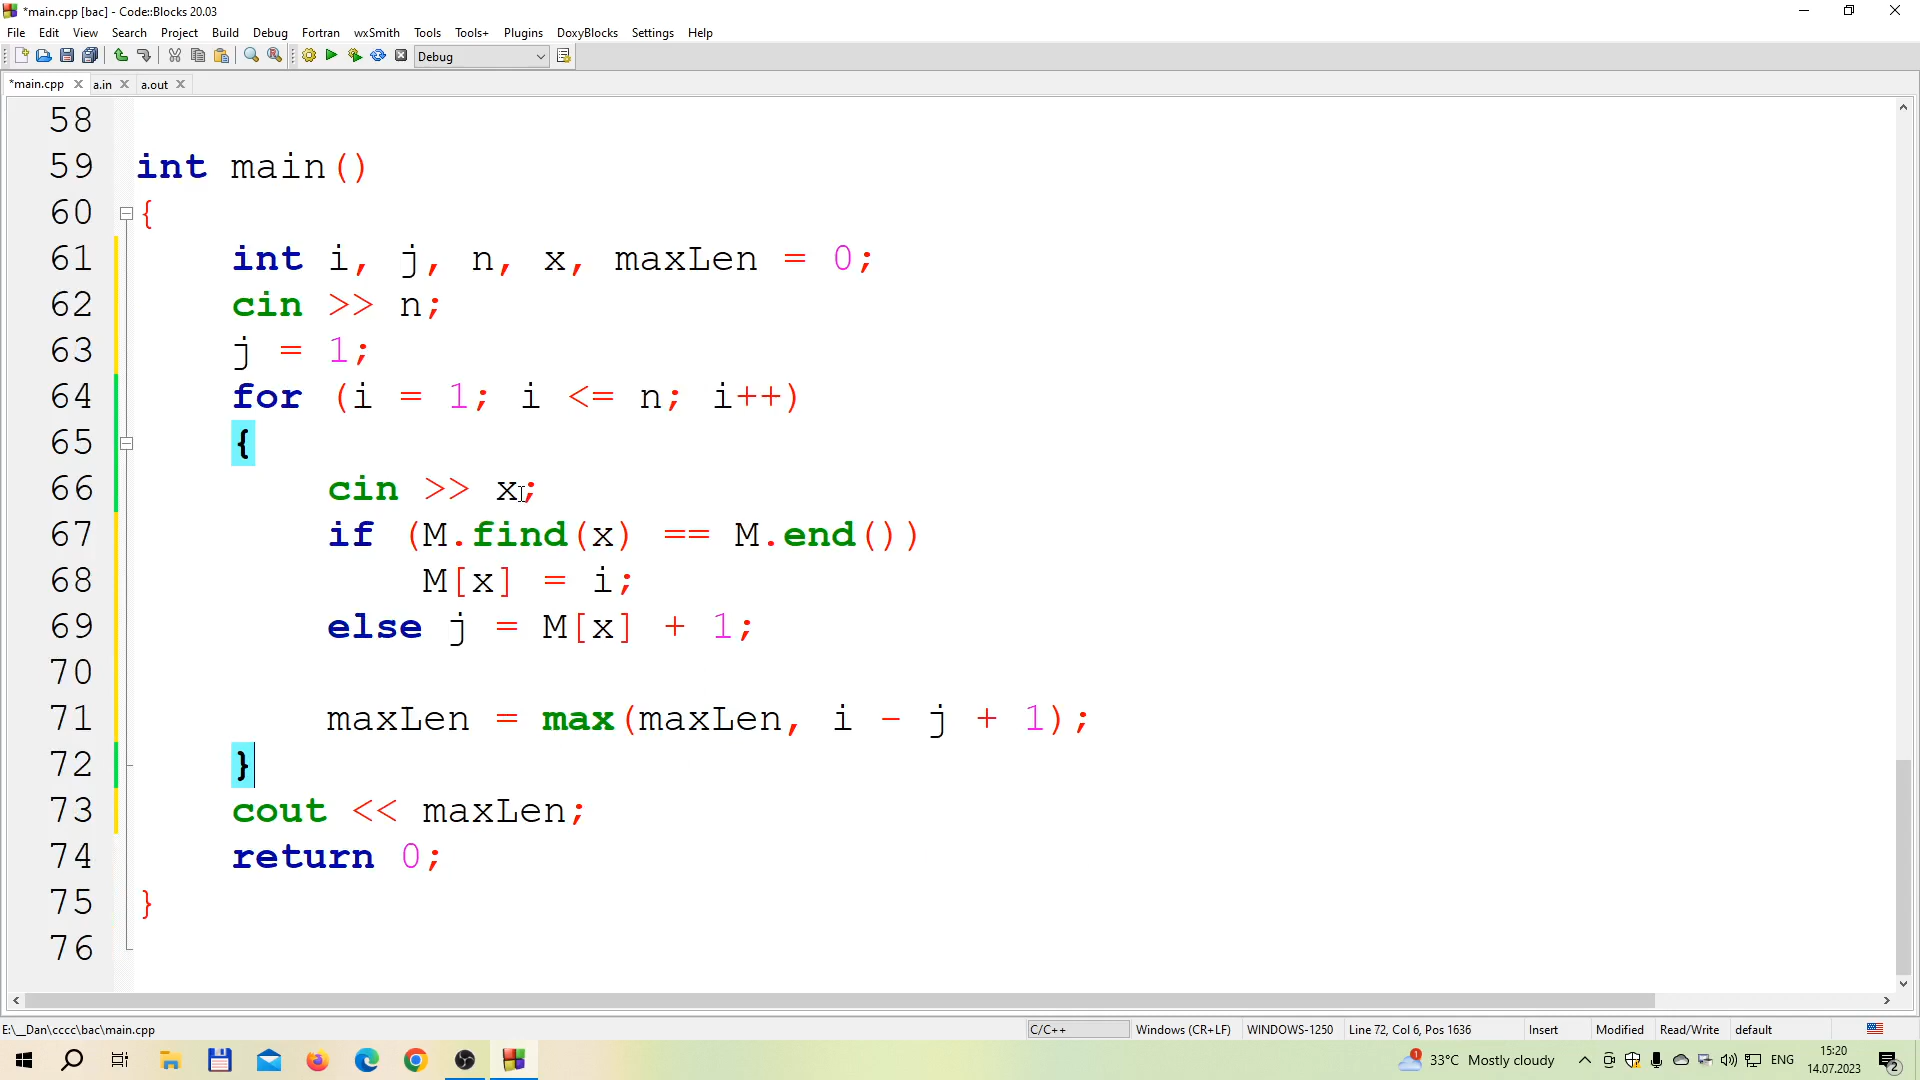 *main.cpp [bac] - Code::Blocks 20.03
File Edit View Search Project Build Debug Fortran wxSmith Tools Tools+ Plugins DoxyBlocks Settings Help
Debug
*main.cpp a.in a.out
58
59 int main()
60 {
61 int i, j, n, x, maxLen = 0;
62 cin >> n;
63 j = 1;
64 for (i = 1; i <= n; i++)
65 {
66 cin >> x;
67 if (M.find(x) == M.end())
68 M[x] = i;
69 else j = M[x] + 1;
70
71 maxLen = max(maxLen, i - j + 1);
72 }
73 cout << maxLen;
74 return 0;
75 }
76
E:\__Dan\cccc\bac\main.cpp C/C++ Windows (CR+LF) WINDOWS-1250 Line 72, Col 6, Pos 1636 Insert Modified Read/Write default
1 33°C Mostly cloudy ENG 15:20
14.07.2023 2